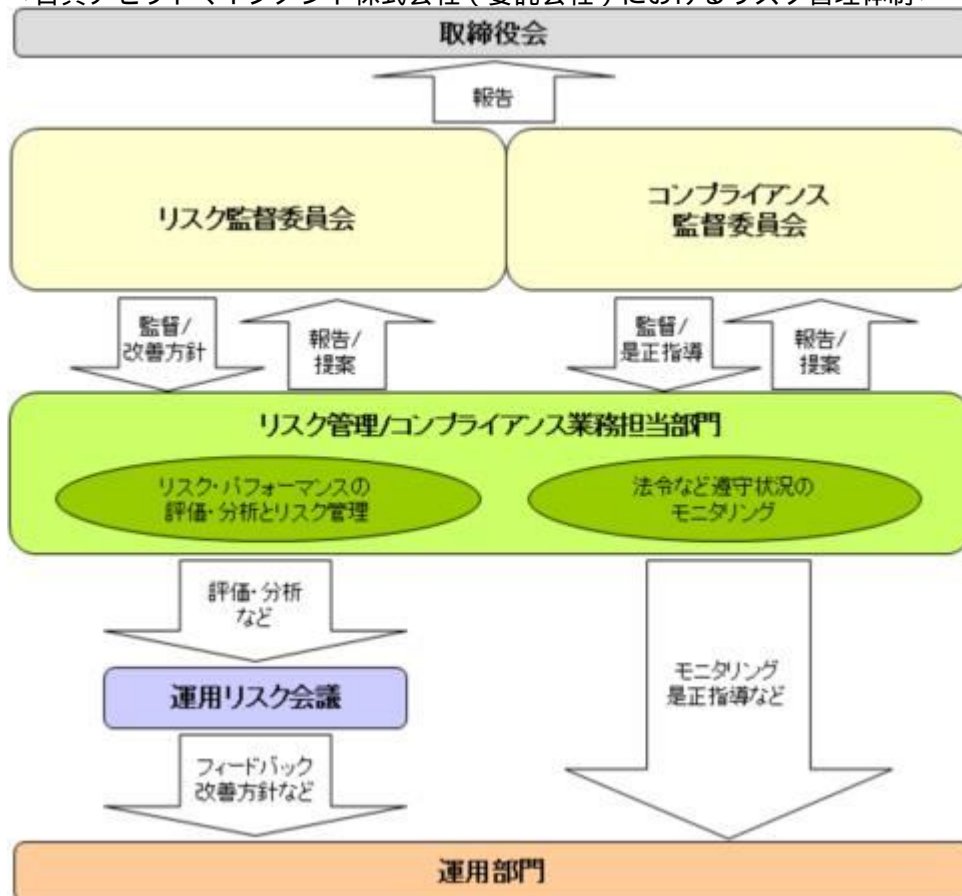 取締役会
報告
リスク監督委員会
コンプライアンス
監督委員会
監督/
改善方針
報告/
提案
監督/
是正指導
報告/
提案
リスク管理/コンプライアンス業務担当部門
リスク・パフォーマンスの
評価・分析とリスク管理
法令など遵守状況の
モニタリング
評価・分析
など
運用リスク会議
モニタリング
是正指導など
フィードバック
改善方針など
運用部門